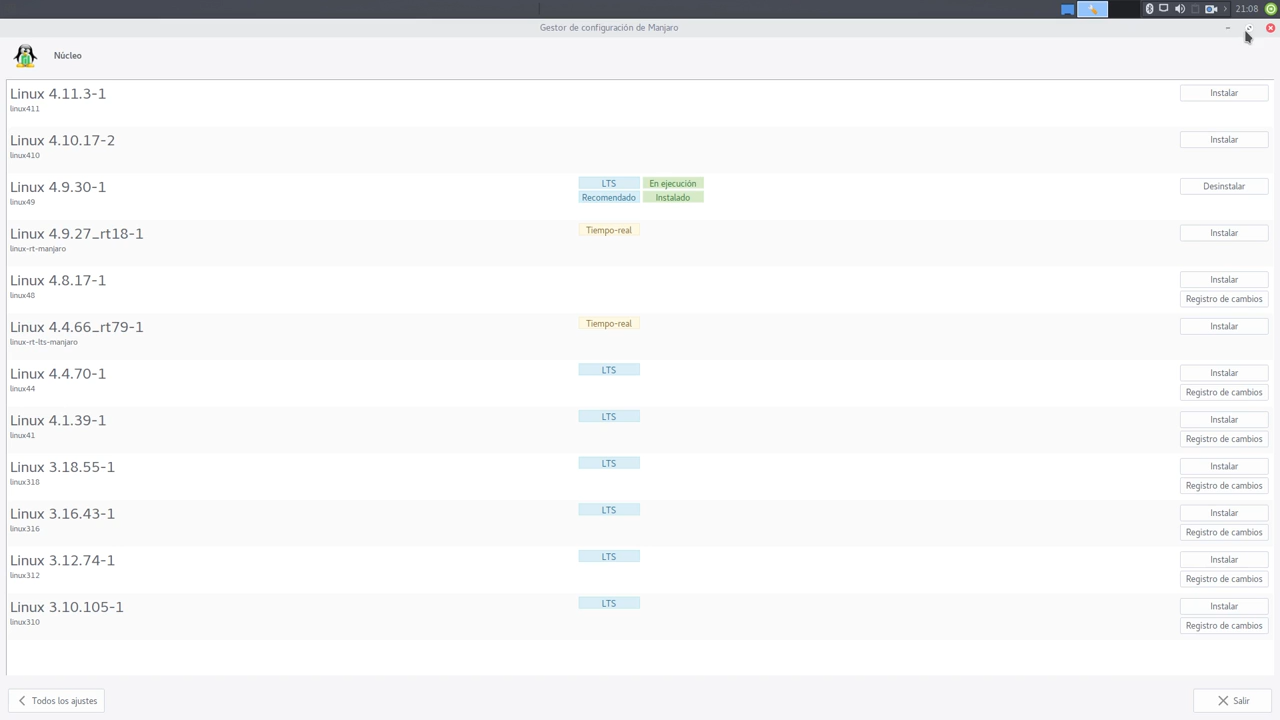 21:08
Gestor de configuración de Manjaro
Núcleo
Linux 4.11.3-1
linux411
Instalar
Linux 4.10.17-2
linux410
Instalar
Linux 4.9.30-1
linux49
LTS En ejecución
Recomendado Instalado
Desinstalar
Linux 4.9.27_rt18-1
linux-rt-manjaro
Tiempo-real
Instalar
Linux 4.8.17-1
linux48
Instalar
Registro de cambios
Linux 4.4.66_rt79-1
linux-rt-lts-manjaro
Tiempo-real
Instalar
Linux 4.4.70-1
linux44
LTS
Instalar
Registro de cambios
Linux 4.1.39-1
linux41
LTS
Instalar
Registro de cambios
Linux 3.18.55-1
linux318
LTS
Instalar
Registro de cambios
Linux 3.16.43-1
linux316
LTS
Instalar
Registro de cambios
Linux 3.12.74-1
linux312
LTS
Instalar
Registro de cambios
Linux 3.10.105-1
linux310
LTS
Instalar
Registro de cambios
Todos los ajustes
Salir